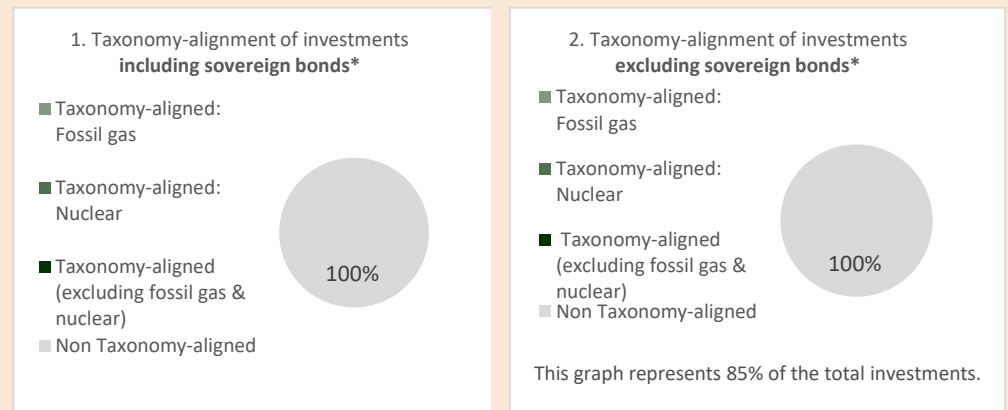 1. Taxonomy-alignment of investments
including sovereign bonds*
Taxonomy-aligned:
Fossil gas
Taxonomy-aligned:
Nuclear
Taxonomy-aligned
(excluding fossil gas &
nuclear)
Non Taxonomy-aligned
100%
2. Taxonomy-alignment of investments
excluding sovereign bonds*
Taxonomy-aligned:
Fossil gas
Taxonomy-aligned:
Nuclear
Taxonomy-aligned
(excluding fossil gas &
nuclear)
Non Taxonomy-aligned
100%
This graph represents 85% of the total investments.